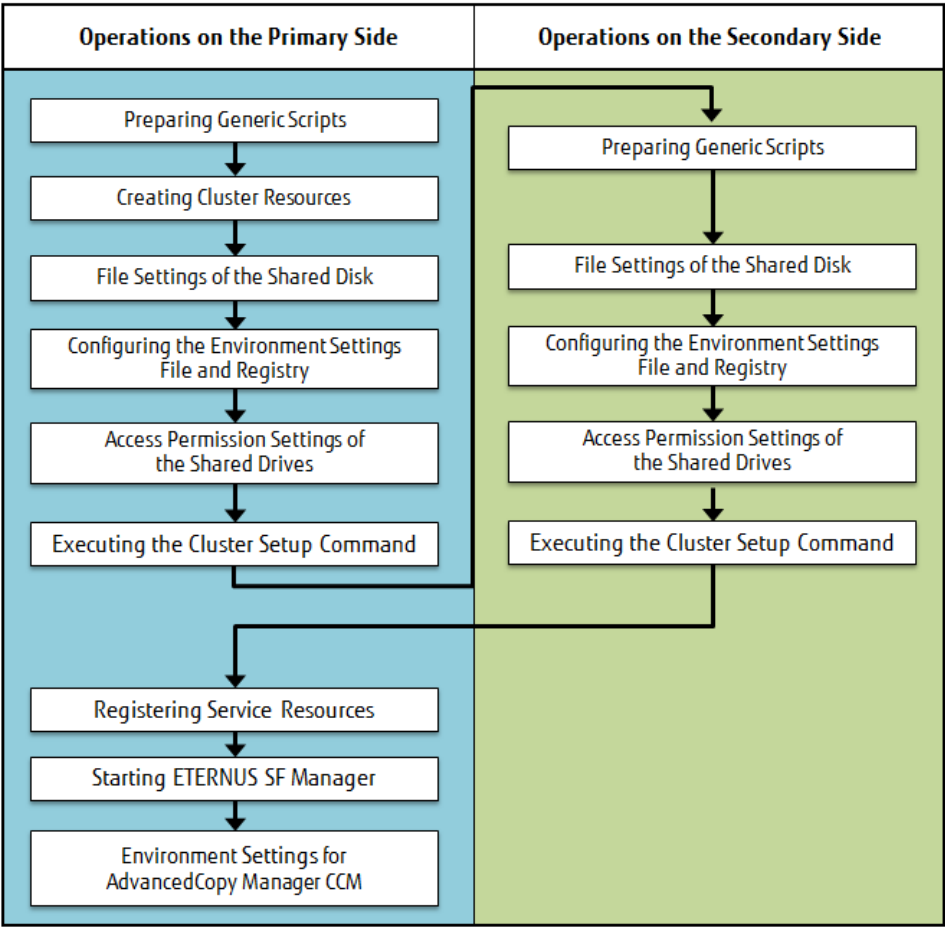 Operations on the Primary Side
Operations on the Secondary Side
Preparing Generic Scripts
Creating Cluster Resources
File Settings of the Shared Disk
Configuring the Environment Settings
File and Registry
Access Permission Settings of
the Shared Drives
Executing the Cluster Setup Command
Preparing Generic Scripts
File Settings of the Shared Disk
Configuring the Environment Settings
File and Registry
Access Permission Settings of
the Shared Drives
Executing the Cluster Setup Command
Registering Service Resources
Starting ETERNUS SF Manager
Environment Settings for
AdvancedCopy Manager CCM